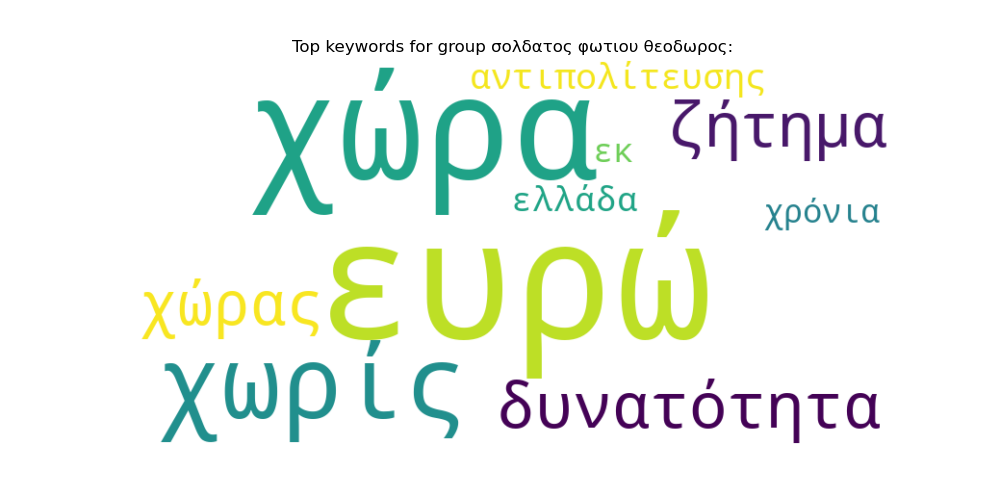 Top keywords for group σολδατος φωτιου θεοδωρος:
αντιπολίτευσης
χώρα
ζήτημα
εκ
ελλάδα
χρόνια
ευρώ
χώρας
χωρίς
δυνατότητα